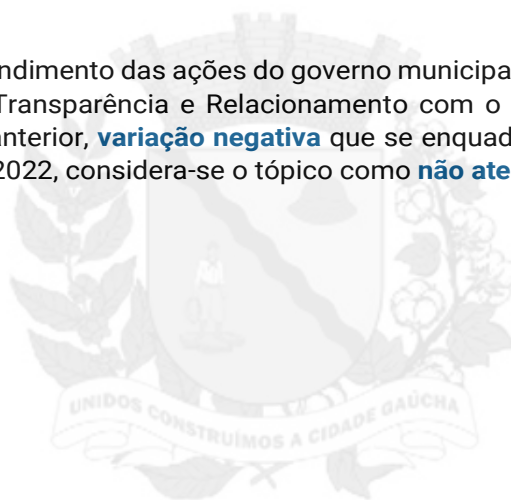 ndimento das ações do governo municipa
Transparência e Relacionamento com o
anterior, variação negativa que se enquad
2022, considera-se o tópico como não ate
UNIDOS CONSTRUÍMOS A CIDADE GAÚCHA